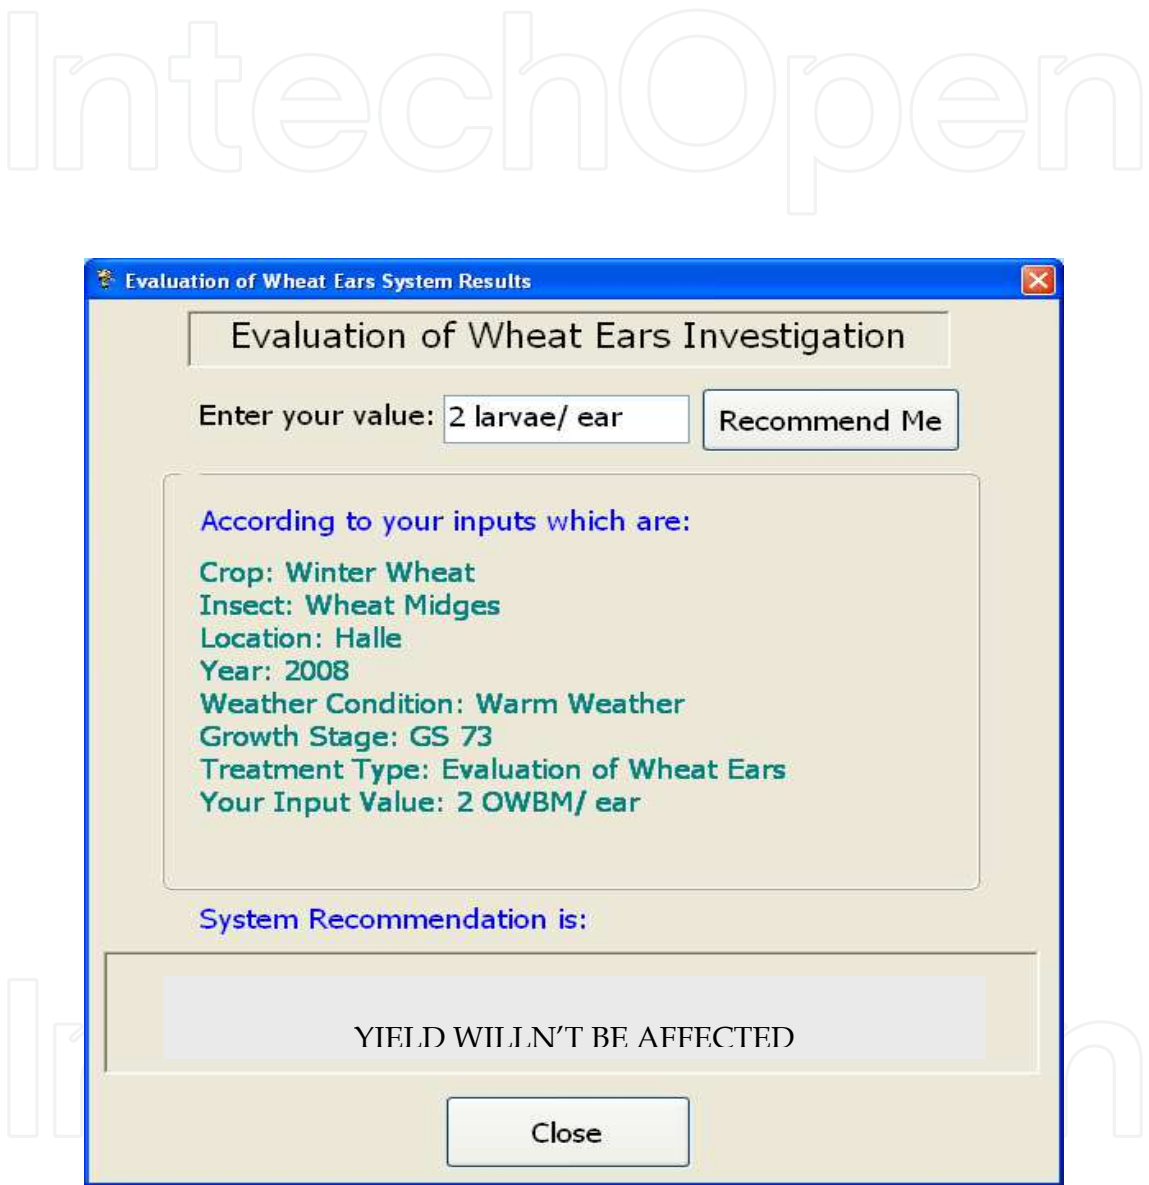 IntechOpen
Evaluation of Wheat Ears System Results
Evaluation of Wheat Ears Investigation
Enter your value: 2 larvae/ ear Recommend Me
According to your inputs which are:
Crop: Winter Wheat
Insect: Wheat Midges
Location: Halle
Year: 2008
Weather Condition: Warm Weather
Growth Stage: GS 73
Treatment Type: Evaluation of Wheat Ears
Your Input Value: 2 OWBM/ ear
System Recommendation is:
YIELD WILLN'T BE AFFECTED
Close